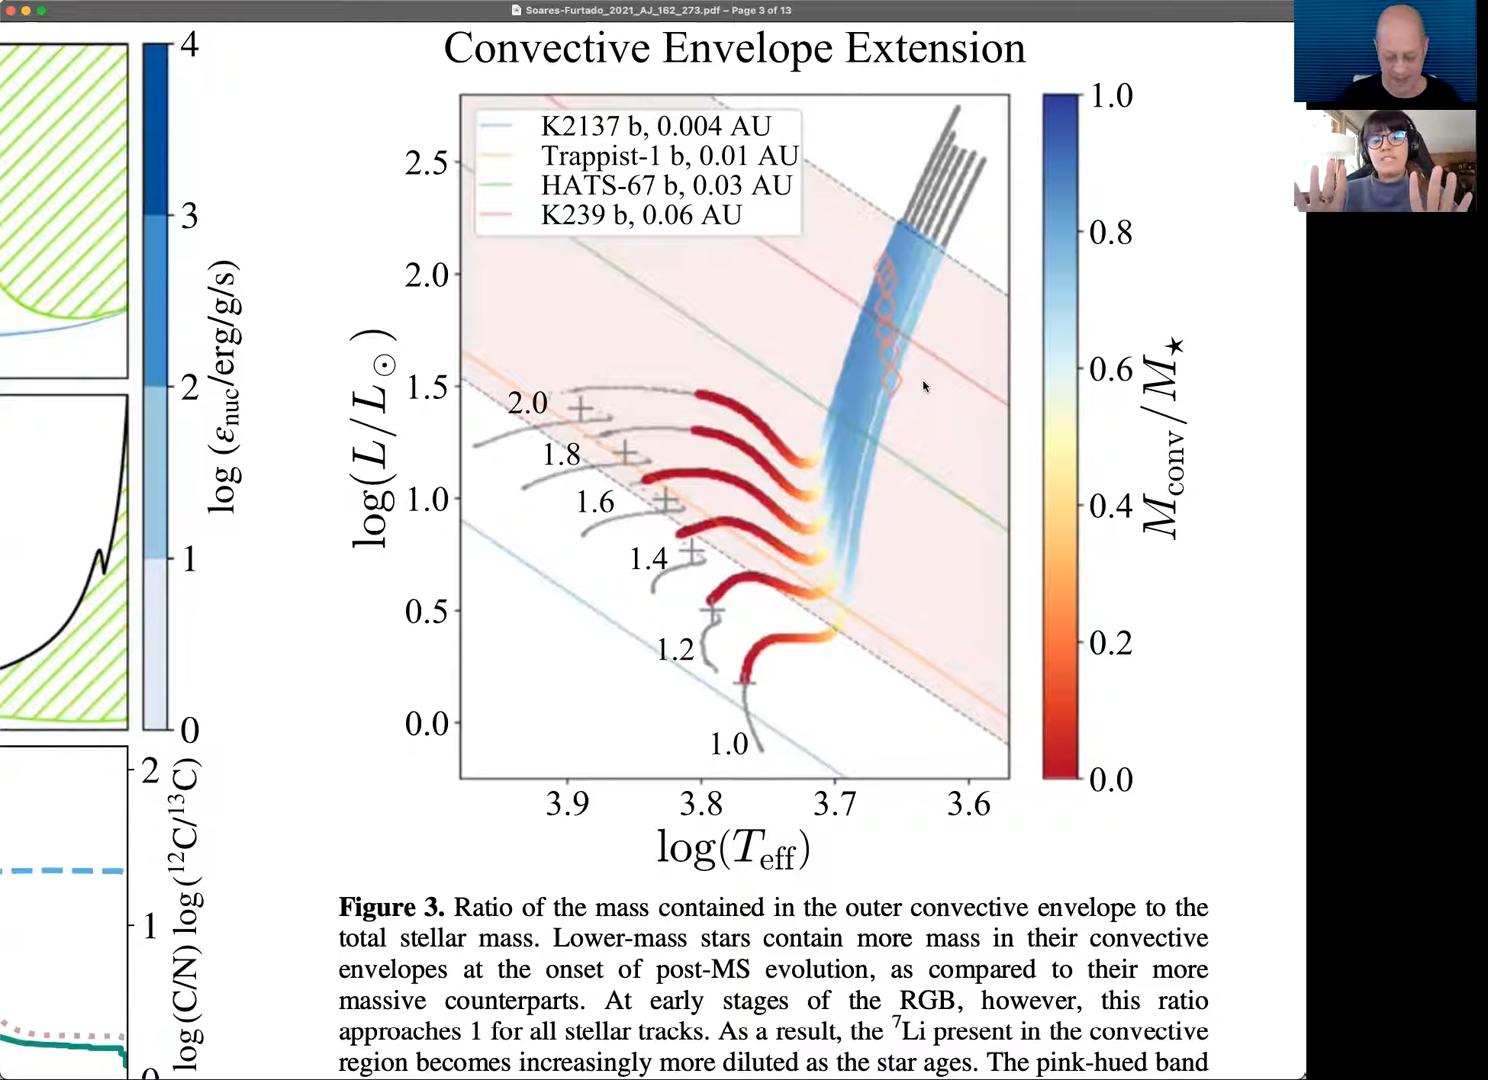 Soares-Furtado_2021_AJ_162_273.pdf – Page 3 of 13
4
3
2
1
0
log (εnuc/erg/g/s)
2
1
0
log(C/N) log(¹²C/¹³C)
Convective Envelope Extension
K2137 b, 0.004 AU
Trappist-1 b, 0.01 AU
HATS-67 b, 0.03 AU
K239 b, 0.06 AU
2.5
2.0
1.5
1.0
0.5
0.0
log(L/L⊙)
2.0
1.8
1.6
1.4
1.2
1.0
3.9 3.8 3.7 3.6
log(Teff)
1.0
0.8
0.6
0.4
0.2
0.0
Mconv/M★
Figure 3. Ratio of the mass contained in the outer convective envelope to the
total stellar mass. Lower-mass stars contain more mass in their convective
envelopes at the onset of post-MS evolution, as compared to their more
massive counterparts. At early stages of the RGB, however, this ratio
approaches 1 for all stellar tracks. As a result, the ⁷Li present in the convective
region becomes increasingly more diluted as the star ages. The pink-hued band